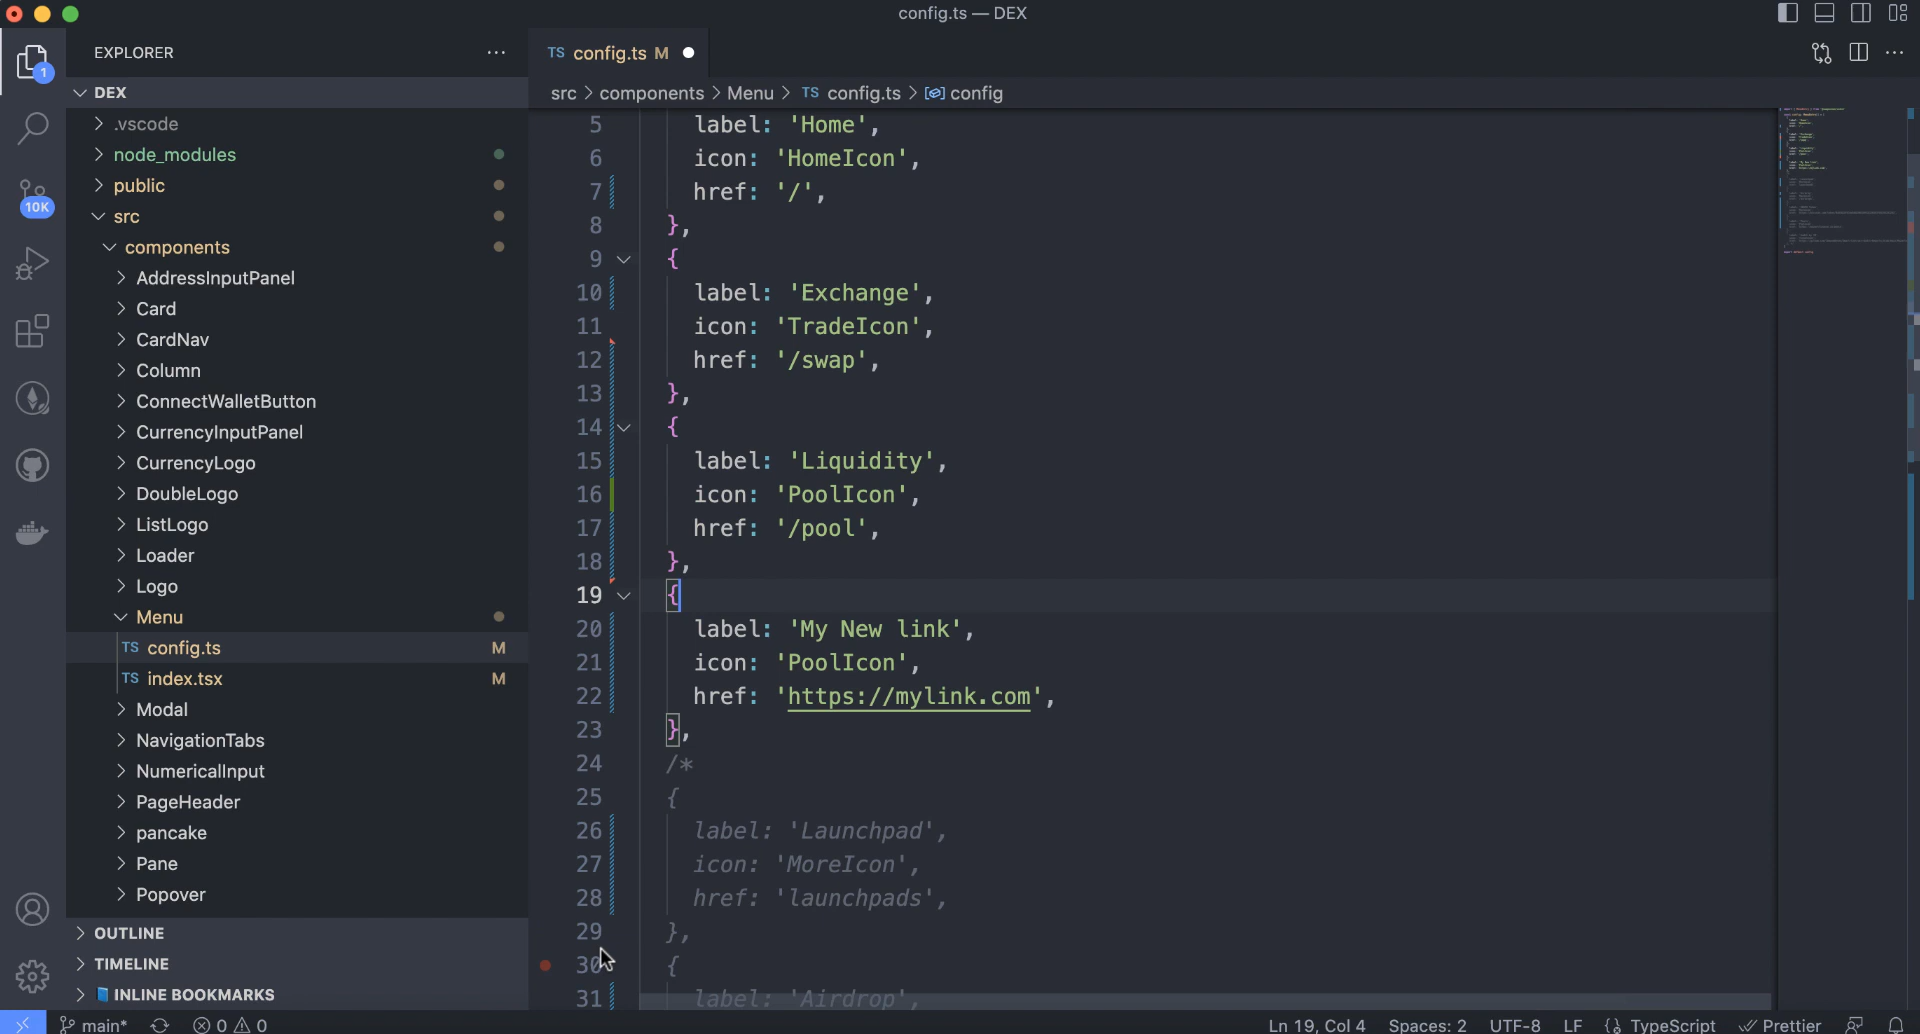 config.ts — DEX
EXPLORER
TS config.ts M
1
DEX
src > components > Menu > TS config.ts > config
.vscode
node_modules
public
10K
src
components
AddressInputPanel
Card
CardNav
Column
ConnectWalletButton
CurrencyInputPanel
CurrencyLogo
DoubleLogo
ListLogo
Loader
Logo
Menu
TS config.ts M
TS index.tsx M
Modal
NavigationTabs
NumericalInput
PageHeader
pancake
Pane
Popover
OUTLINE
TIMELINE
INLINE BOOKMARKS
5 label: 'Home',
6 icon: 'HomeIcon',
7 href: '/',
8 },
9 {
10 label: 'Exchange',
11 icon: 'TradeIcon',
12 href: '/swap',
13 },
14 {
15 label: 'Liquidity',
16 icon: 'PoolIcon',
17 href: '/pool',
18 },
19 {
20 label: 'My New link',
21 icon: 'PoolIcon',
22 href: 'https://mylink.com',
23 },
24 /*
25 {
26 label: 'Launchpad',
27 icon: 'MoreIcon',
28 href: 'launchpads',
29 },
30 {
31 label: 'Airdrop',
main* 0 0 Ln 19, Col 4 Spaces: 2 UTF-8 LF TypeScript Prettier